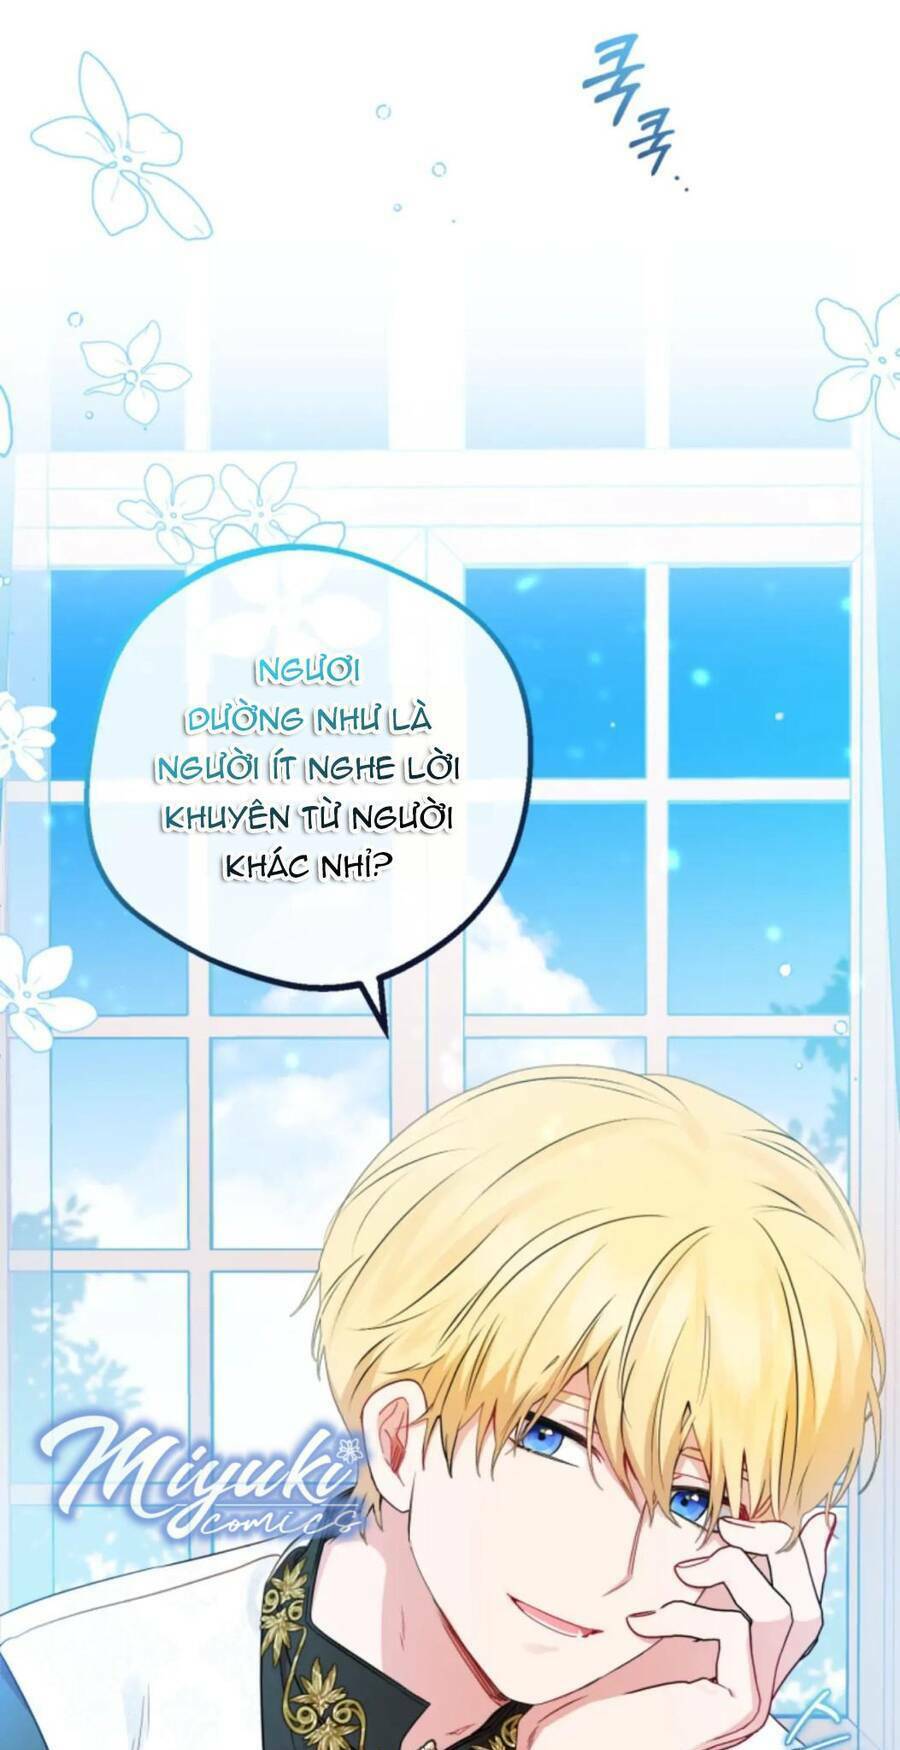 쿡
쿡..
NGƯƠI
DƯỜNG NHƯ LÀ
NGƯỜI ÍT NGHE LỜI
KHUYÊN TỪ NGƯỜI
KHÁC NHỈ?
Miyuki
comics